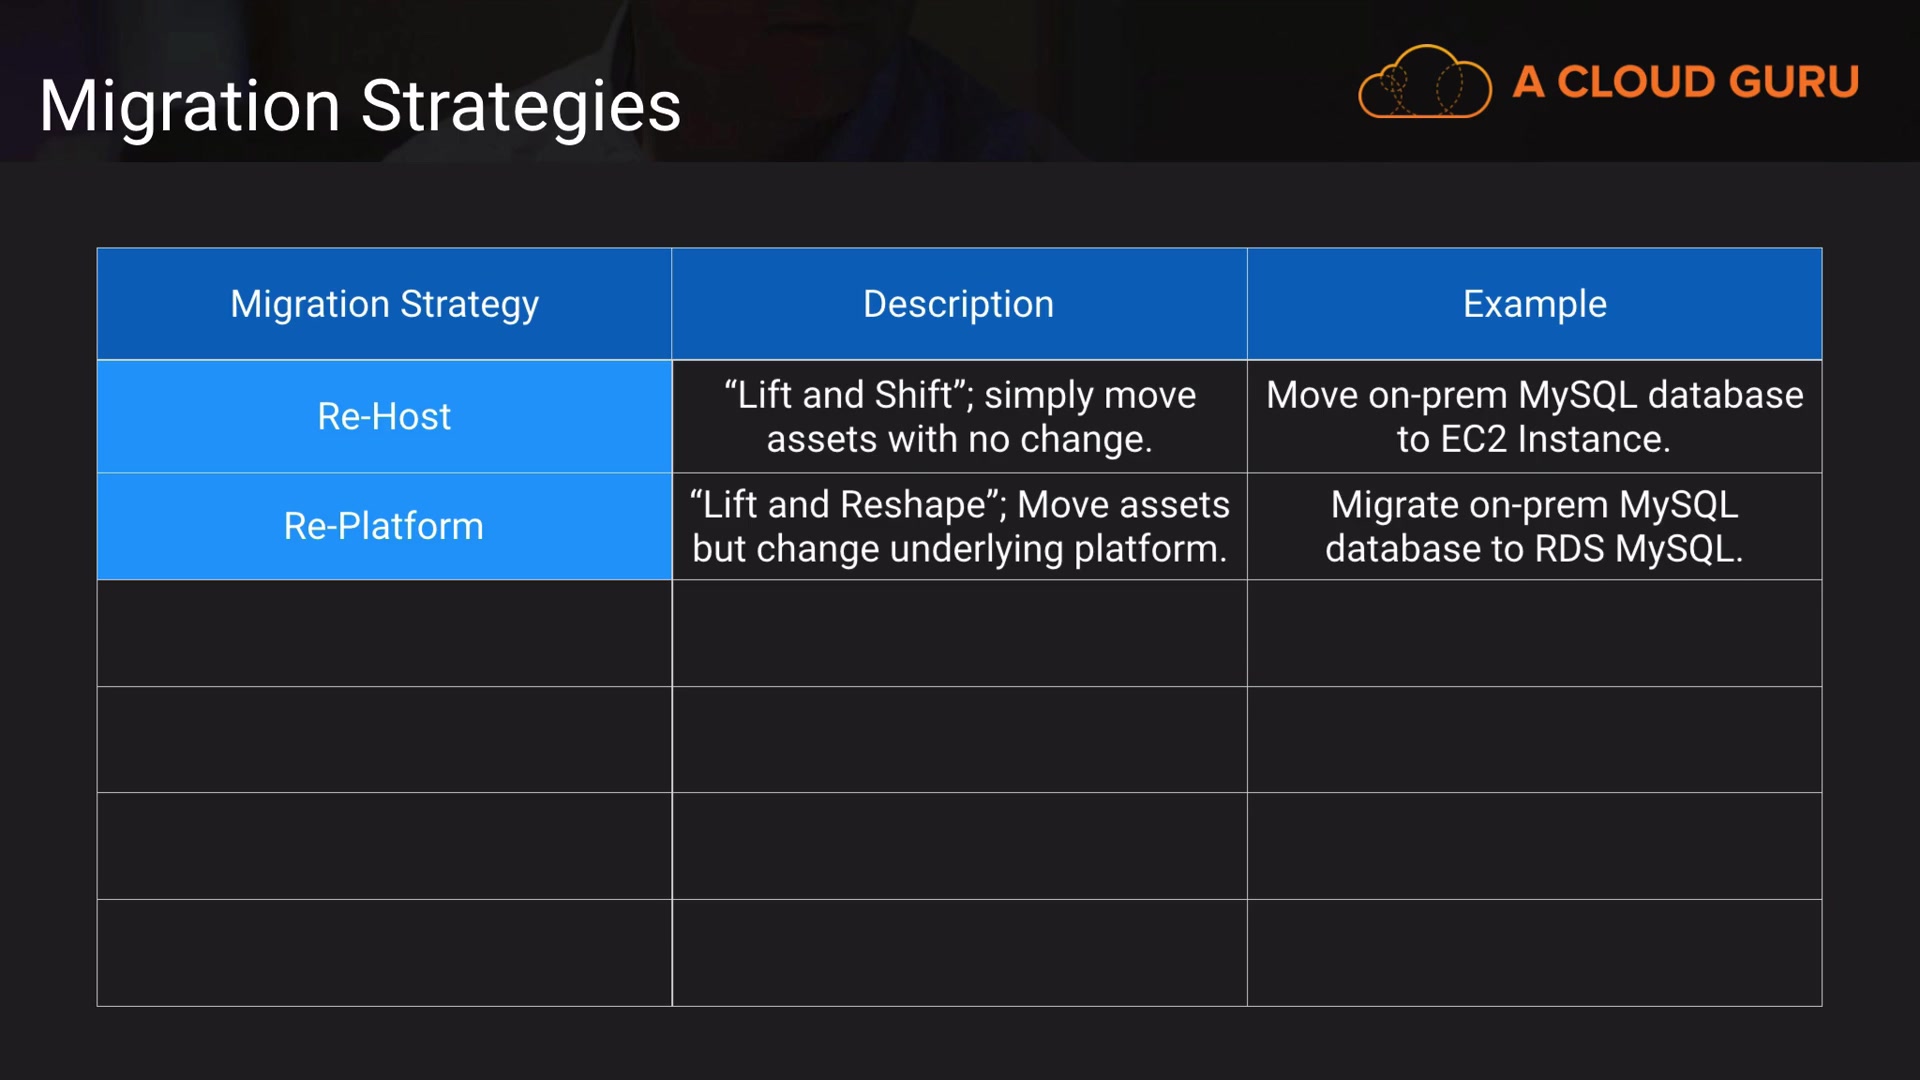 Migration Strategies
A CLOUD GURU
Migration Strategy
Description
Example
Re-Host
“Lift and Shift”; simply move
assets with no change.
Move on-prem MySQL database
to EC2 Instance.
Re-Platform
“Lift and Reshape”; Move assets
but change underlying platform.
Migrate on-prem MySQL
database to RDS MySQL.